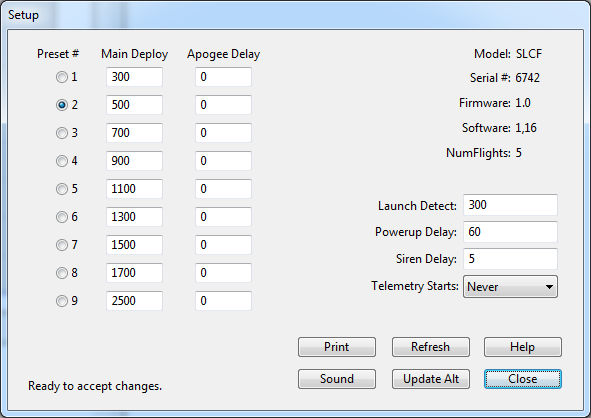 Setup
Preset # Main Deploy Apogee Delay
1 300 0
2 500 0
3 700 0
4 900 0
5 1100 0
6 1300 0
7 1500 0
8 1700 0
9 2500 0
Model: SLCF
Serial #: 6742
Firmware: 1.0
Software: 1,16
NumFlights: 5
Launch Detect: 300
Powerup Delay: 60
Siren Delay: 5
Telemetry Starts: Never
Print Refresh Help
Sound Update Alt Close
Ready to accept changes.